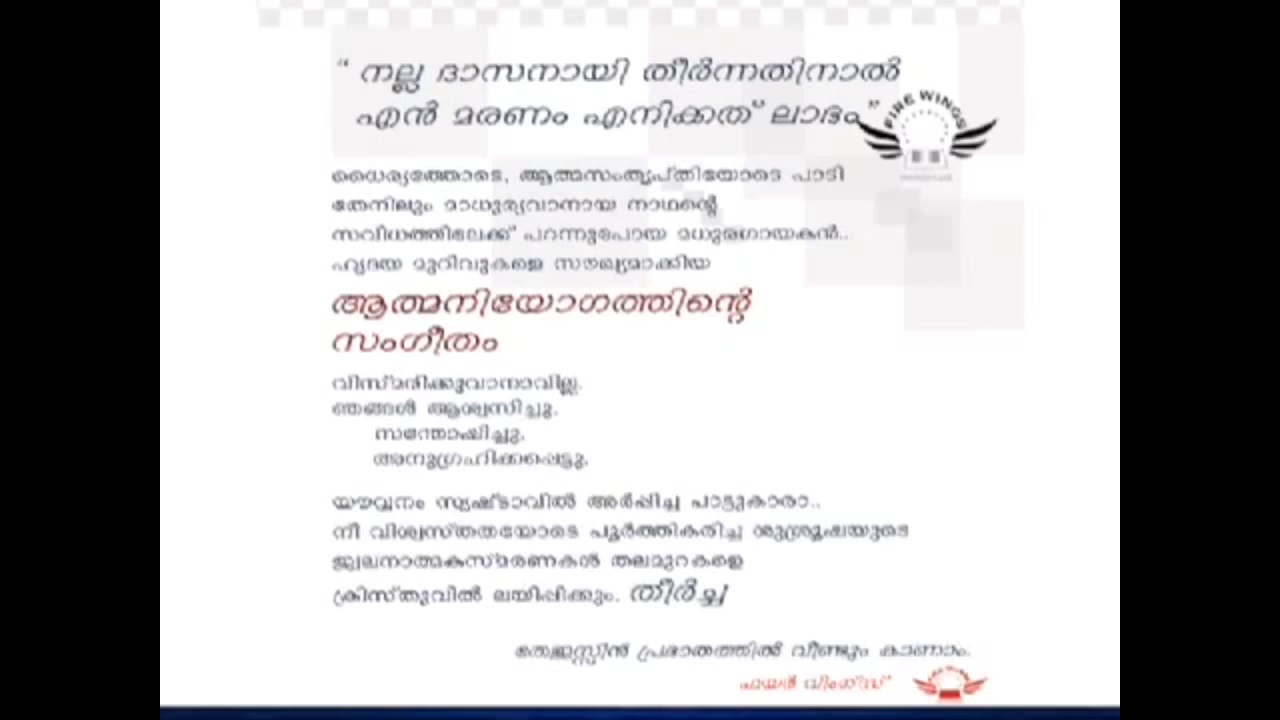 “ നല്ല ദാസനായി തീർന്നതിനാൽ
എൻ മരണം എനിക്കത് ലാഭം ”
FIRE WINGS
ധൈര്യത്തോടെ, ആത്മസംതൃപ്തിയോടെ പാടി
തേനിലും മാധുര്യവാനായ നാഥന്റെ
സവിധത്തിലേക്ക് പറന്നുപോയ മധുരഗായകൻ..
ഹൃദയ മുറിവുകളെ സൗഖ്യമാക്കിയ
ആത്മനിയോഗത്തിന്റെ
സംഗീതം
വിസ്മരിക്കുവാനാവില്ല.
ഞങ്ങൾ ആശ്വസിച്ചു.
സന്തോഷിച്ചു.
അനുഗ്രഹിക്കപ്പെട്ടു.
യൗവ്വനം സൃഷ്ടാവിൽ അർപ്പിച്ച പാട്ടുകാരാ..
നീ വിശ്വസ്തതയോടെ പൂർത്തികരിച്ച ശുശ്രൂഷയുടെ
ജ്വലനാത്മകസ്മരണകൾ തലമുറകളെ
ക്രിസ്തുവിൽ ലയിപ്പിക്കും. തീർച്ച
തേജസ്സിൻ പ്രഭാതത്തിൽ വീണ്ടും കാണാം.
ഫയർ വിംഗ്സ്